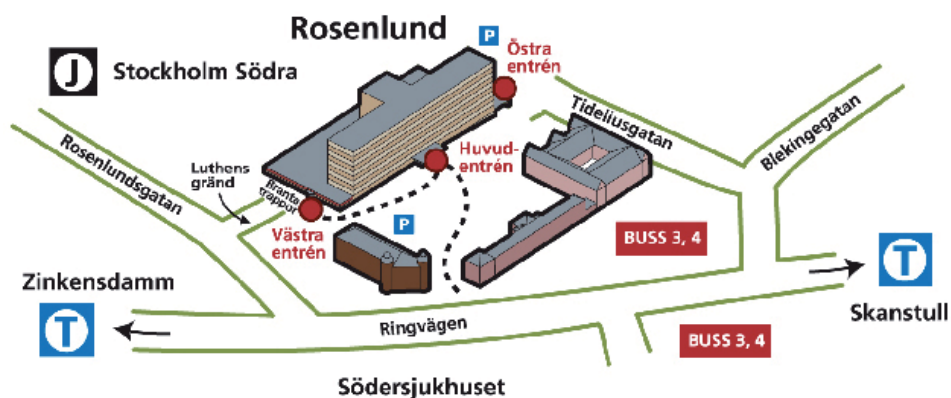 Rosenlund
P
Östra
entrén
J
Stockholm Södra
Tideliusgatan
Blekingegatan
Rosenlundsgatan
Luthens
gränd
Branta
trappor
Huvud-
entrén
Västra
entrén
P
BUSS 3, 4
T
Skanstull
Zinkensdamm
T
Ringvägen
BUSS 3, 4
Södersjukhuset